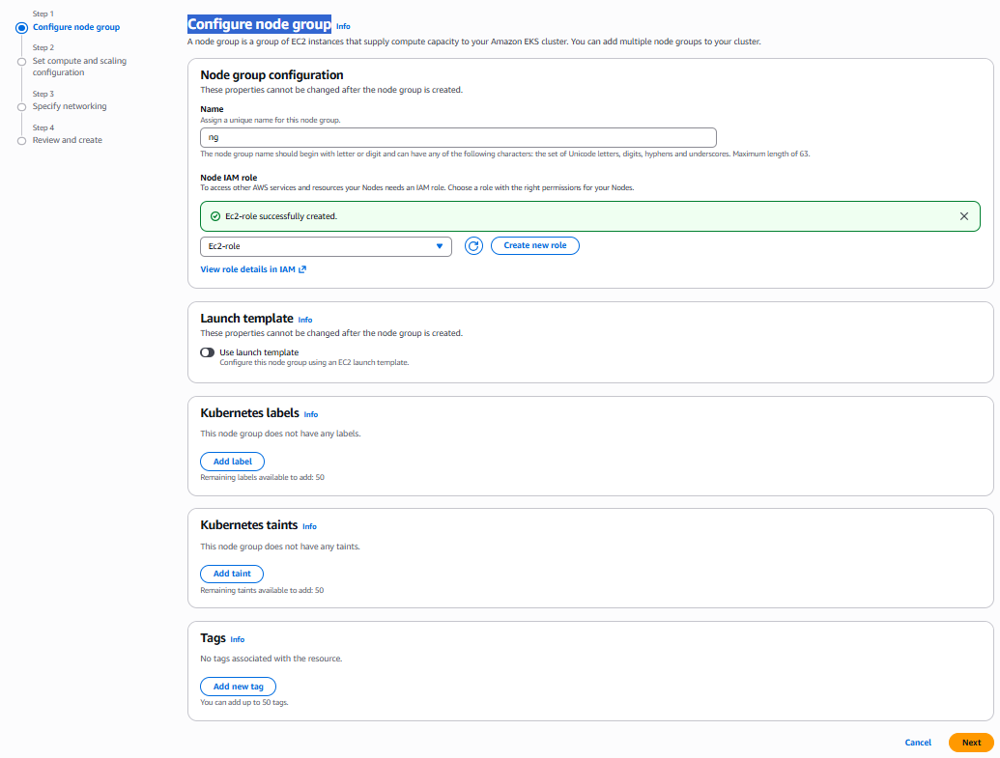 Step 1
Configure node group
Step 2
Set compute and scaling
configuration
Step 3
Specify networking
Step 4
Review and create
Configure node group Info
A node group is a group of EC2 instances that supply compute capacity to your Amazon EKS cluster. You can add multiple node groups to your cluster.
Node group configuration
These properties cannot be changed after the node group is created.
Name
Assign a unique name for this node group.
ng
The node group name should begin with letter or digit and can have any of the following characters: the set of Unicode letters, digits, hyphens and underscores. Maximum length of 63.
Node IAM role
To access other AWS services and resources your Nodes needs an IAM role. Choose a role with the right permissions for your Nodes.
Ec2-role successfully created.
Ec2-role
Create new role
View role details in IAM
Launch template Info
These properties cannot be changed after the node group is created.
Use launch template
Configure this node group using an EC2 launch template.
Kubernetes labels Info
This node group does not have any labels.
Add label
Remaining labels available to add: 50
Kubernetes taints Info
This node group does not have any taints.
Add taint
Remaining taints available to add: 50
Tags Info
No tags associated with the resource.
Add new tag
You can add up to 50 tags.
Cancel
Next